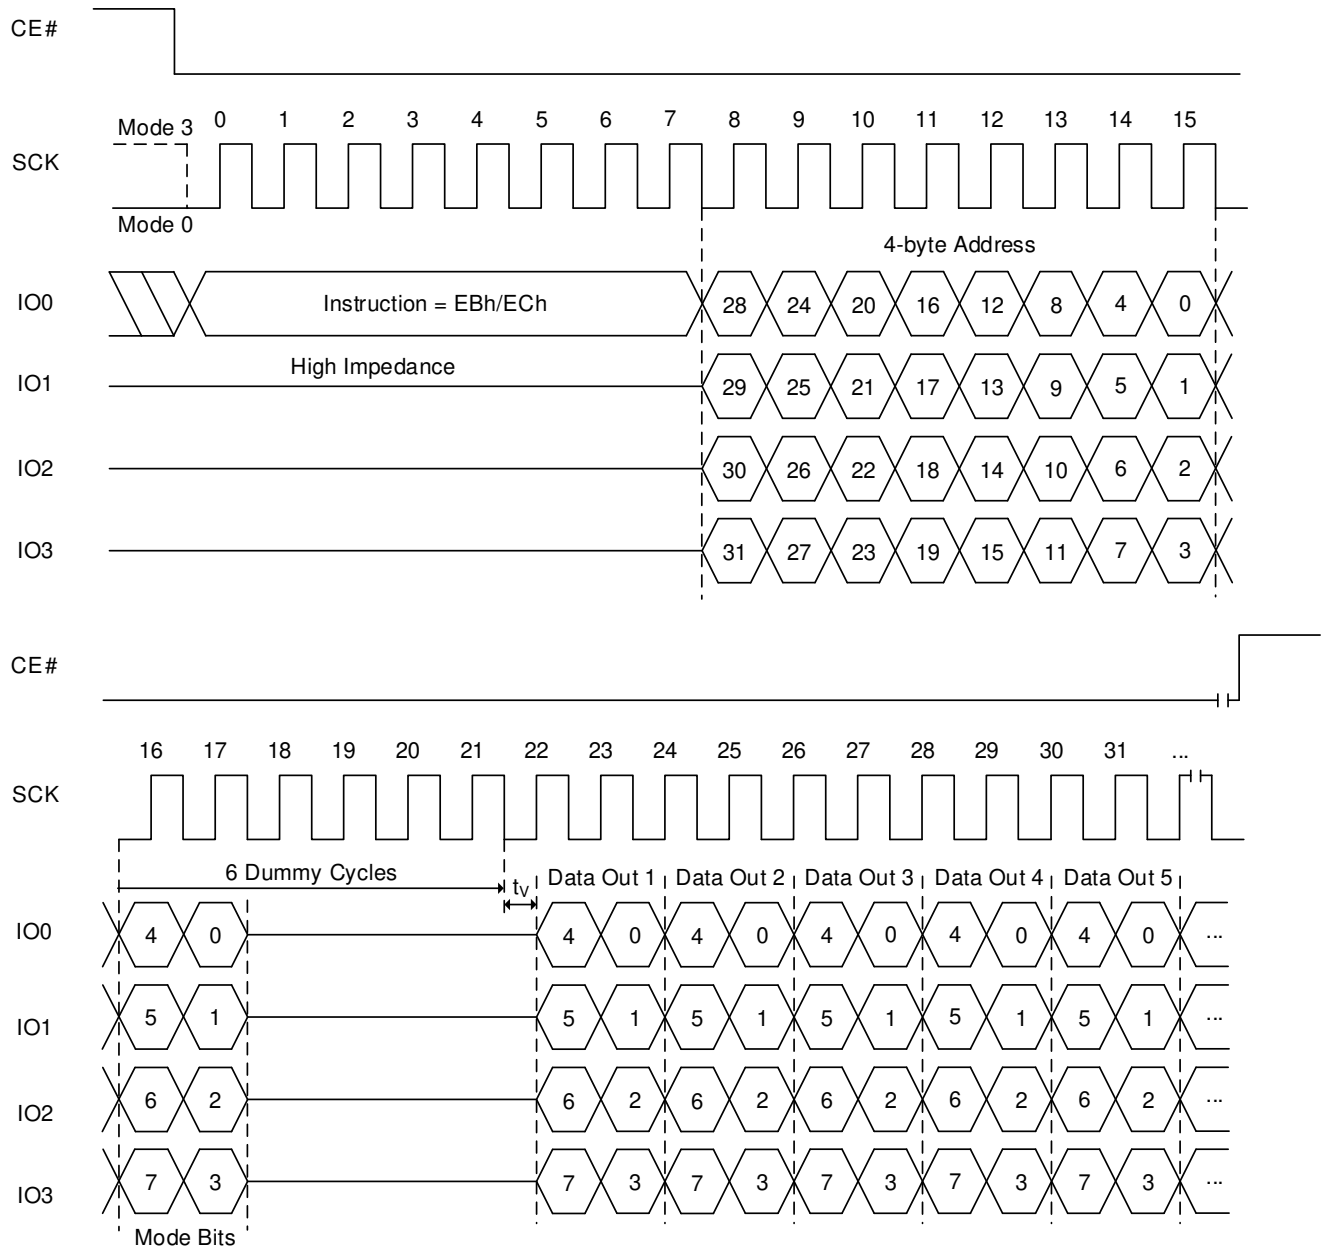 CE#
Mode 3 0 1 2 3 4 5 6 7 8 9 10 11 12 13 14 15
SCK
Mode 0
4-byte Address
IO0 Instruction = EBh/ECh 28 24 20 16 12 8 4 0
High Impedance
IO1 29 25 21 17 13 9 5 1
IO2 30 26 22 18 14 10 6 2
IO3 31 27 23 19 15 11 7 3
CE#
16 17 18 19 20 21 22 23 24 25 26 27 28 29 30 31 ...
SCK
6 Dummy Cycles tV Data Out 1 Data Out 2 Data Out 3 Data Out 4 Data Out 5
IO0 4 0 4 0 4 0 4 0 4 0 4 0 ...
IO1 5 1 5 1 5 1 5 1 5 1 5 1 ...
IO2 6 2 6 2 6 2 6 2 6 2 6 2 ...
IO3 7 3 7 3 7 3 7 3 7 3 7 3 ...
Mode Bits